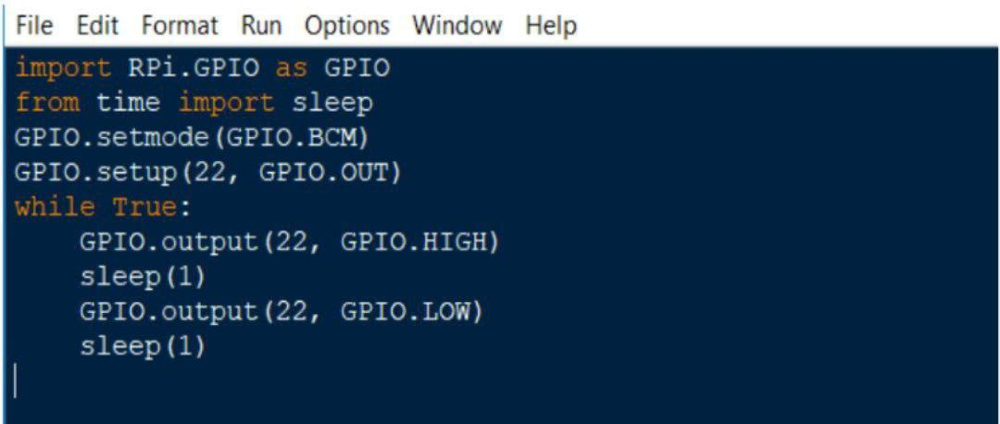 File Edit Format Run Options Window Help
import RPi.GPIO as GPIO
from time import sleep
GPIO.setmode(GPIO.BCM)
GPIO.setup(22, GPIO.OUT)
while True:
    GPIO.output(22, GPIO.HIGH)
    sleep(1)
    GPIO.output(22, GPIO.LOW)
    sleep(1)